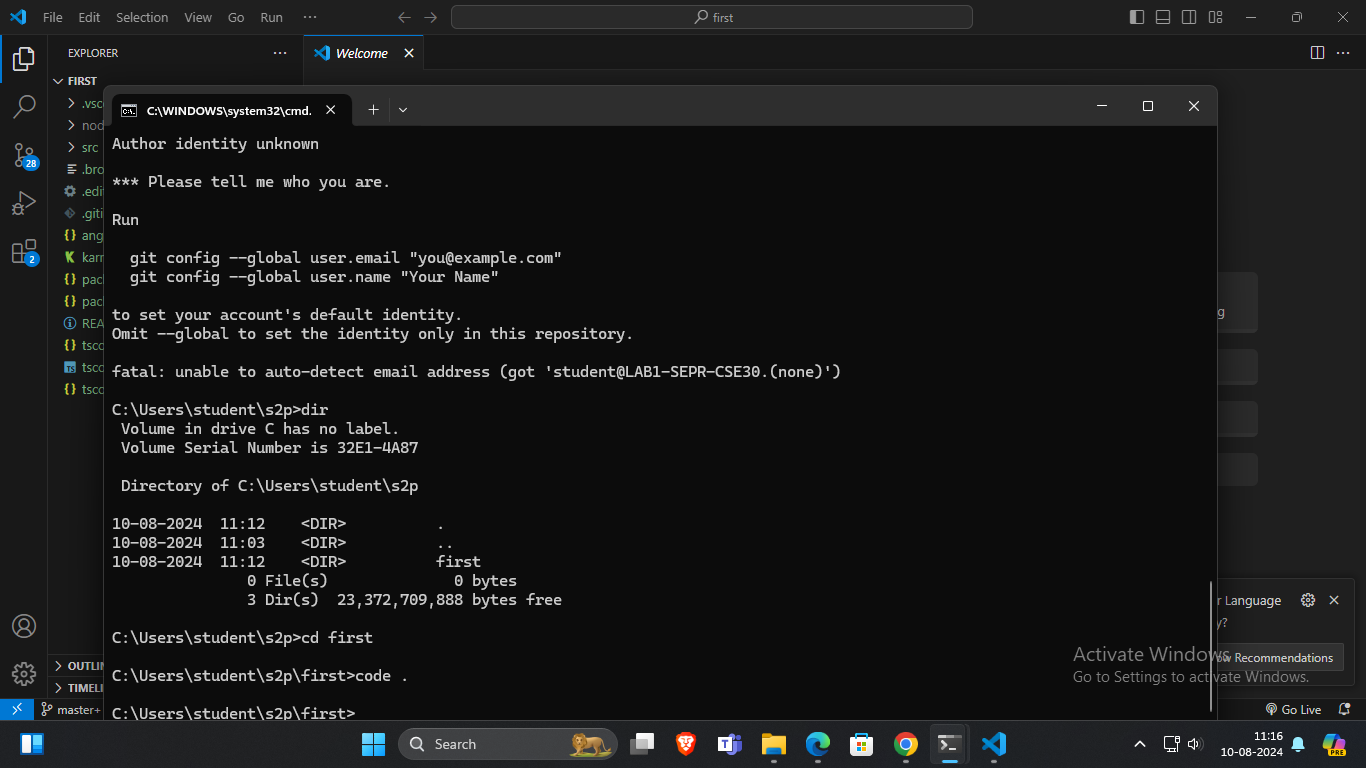 File Edit Selection View Go Run ···
first
EXPLORER ···
Welcome
FIRST
.vsc
nod
src
.bro
.edi
.giti
ang
karn
pac
pac
REA
tsco
tsco
tsco
OUTLIN
TIMELI
master+
28
2
C:\WINDOWS\system32\cmd.
Author identity unknown
*** Please tell me who you are.
Run
git config --global user.email "you@example.com"
git config --global user.name "Your Name"
to set your account's default identity.
Omit --global to set the identity only in this repository.
fatal: unable to auto-detect email address (got 'student@LAB1-SEPR-CSE30.(none)')
C:\Users\student\s2p>dir
Volume in drive C has no label.
Volume Serial Number is 32E1-4A87
Directory of C:\Users\student\s2p
10-08-2024 11:12 <DIR> .
10-08-2024 11:03 <DIR> ..
10-08-2024 11:12 <DIR> first
0 File(s) 0 bytes
3 Dir(s) 23,372,709,888 bytes free
C:\Users\student\s2p>cd first
C:\Users\student\s2p\first>code .
C:\Users\student\s2p\first>
g
r Language
y?
ow Recommendations
Activate Windows
Go to Settings to activate Windows.
Go Live
Search
11:16
10-08-2024
PRE